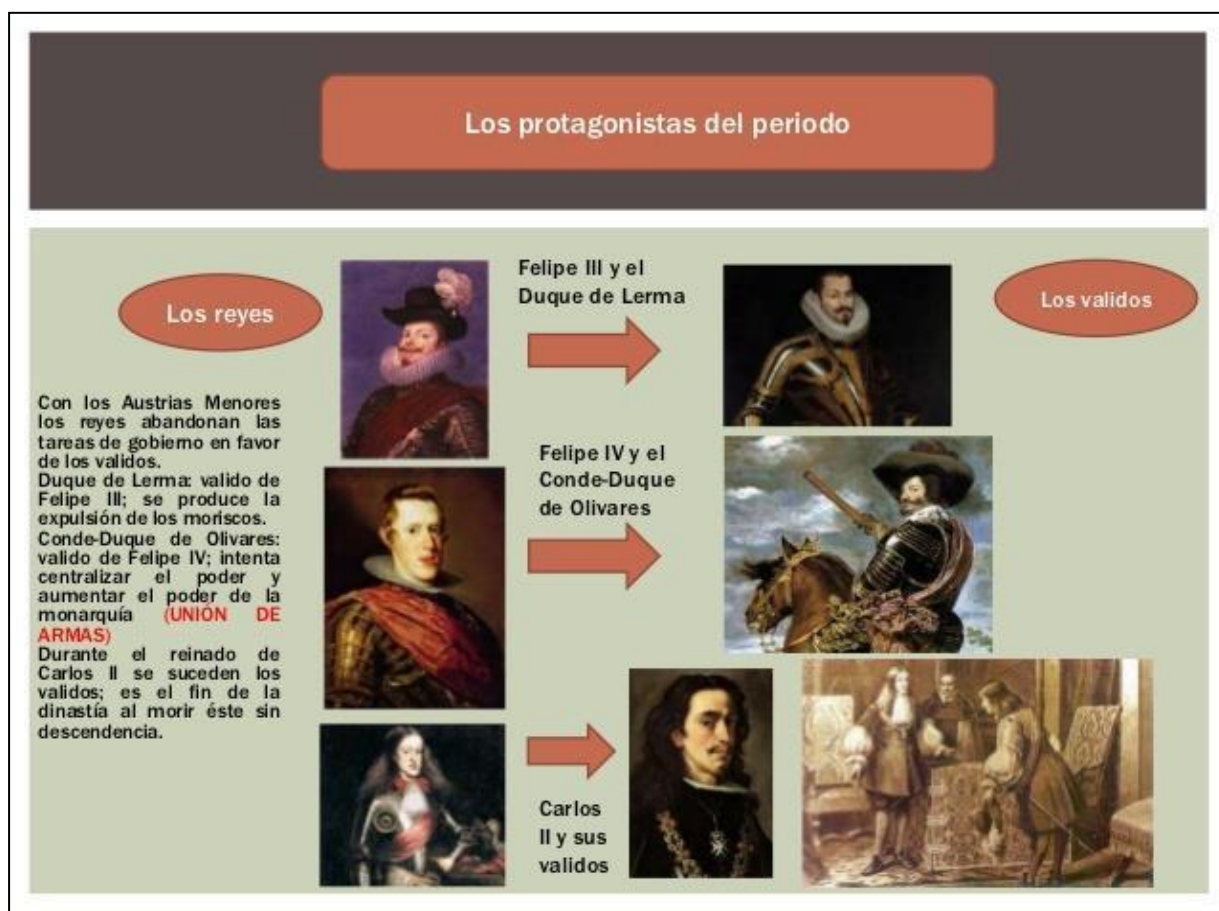 Los protagonistas del periodo
Los reyes
Con los Austrias Menores
los reyes abandonan las
tareas de gobierno en favor
de los validos.
Duque de Lerma: valido de
Felipe III; se produce la
expulsión de los moriscos.
Conde-Duque de Olivares:
valido de Felipe IV; intenta
centralizar el poder y
aumentar el poder de la
monarquía (UNIÓN DE
ARMAS)
Durante el reinado de
Carlos II se suceden los
validos; es el fin de la
dinastía al morir éste sin
descendencia.
Felipe III y el
Duque de Lerma
Felipe IV y el
Conde-Duque
de Olivares
Carlos
II y sus
validos
Los validos